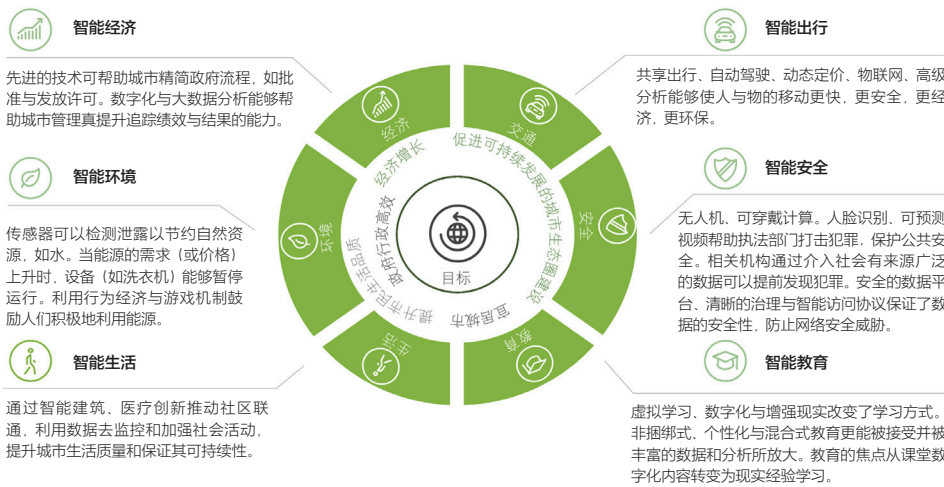 智能经济
先进的技术可帮助城市精简政府流程，如批
准与发放许可。数字化与大数据分析能够帮
助城市管理真提升追踪绩效与结果的能力。
智能环境
传感器可以检测泄露以节约自然资
源，如水。当能源的需求（或价格）
上升时，设备（如洗衣机）能够暂停
运行。利用行为经济与游戏机制鼓
励人们积极地利用能源。
智能生活
通过智能建筑、医疗创新推动社区联
通，利用数据去监控和加强社会活动，
提升城市生活质量和保证其可持续性。
经济
交通
安全
教育
生活
环境
经济增长
促进可持续发展的城市生态圈建设
宜居城市
提升市民生活品质
政府行政高效
目标
智能出行
共享出行、自动驾驶、动态定价、物联网、高级
分析能够使人与物的移动更快，更安全，更经
济，更环保。
智能安全
无人机、可穿戴计算。人脸识别、可预测
视频帮助执法部门打击犯罪，保护公共安
全。相关机构通过介入社会有来源广泛
的数据可以提前发现犯罪。安全的数据平
台、清晰的治理与智能访问协议保证了数
据的安全性，防止网络安全威胁。
智能教育
虚拟学习、数字化与增强现实改变了学习方式。
非捆绑式、个性化与混合式教育更能被接受并被
丰富的数据和分析所放大。教育的焦点从课堂数
字化内容转变为现实经验学习。